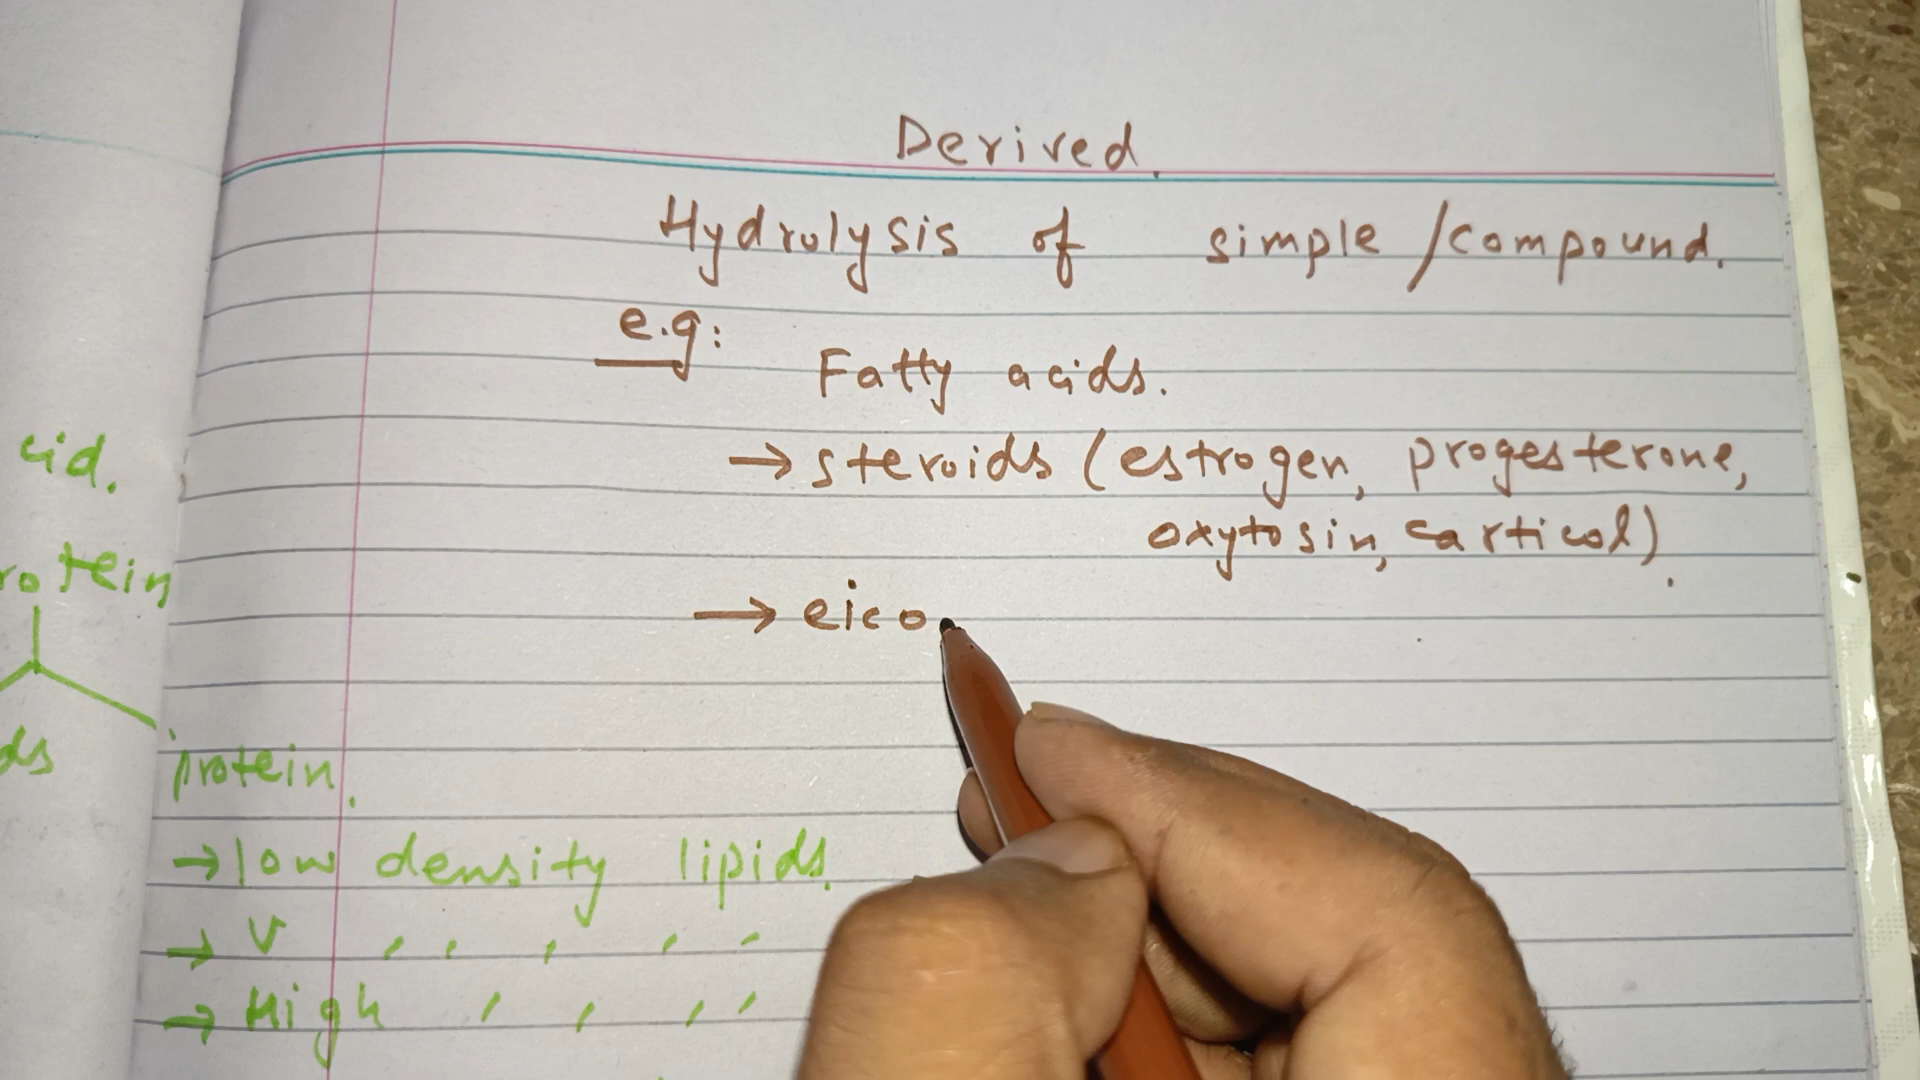 Derived.
Hydrolysis of simple/compound.
e.g:
Fatty acids.
→ steroids (estrogen, progesterone,
oxytosin, carticol).
→ eico
cid.
rotein
ds protein.
→ low density lipids.
→ V , , , , ,
→ High , , , ,